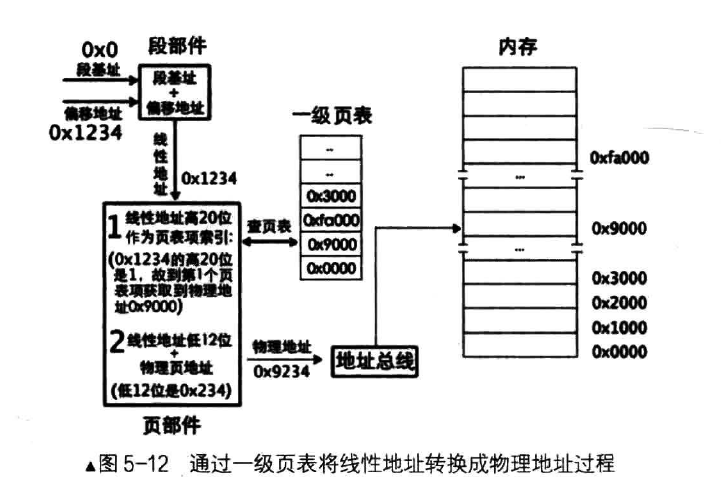 0x0
段部件
内存
段基址
段基址
+
偏移地址
偏移地址
0x1234
线性地址
0x1234
一级页表
..
..
0x3000
0xfa000
0x9000
0x0000
查页表
1 线性地址高20位
作为页表项索引:
(0x1234的高20位
是1，故到第1个页
表项获取到物理地
址0x9000)
2 线性地址低12位
+
物理页地址
(低12位是0x234)
页部件
物理地址
0x9234
地址总线
...
...
0xfa000
0x9000
0x3000
0x2000
0x1000
0x0000
▲图5-12 通过一级页表将线性地址转换成物理地址过程